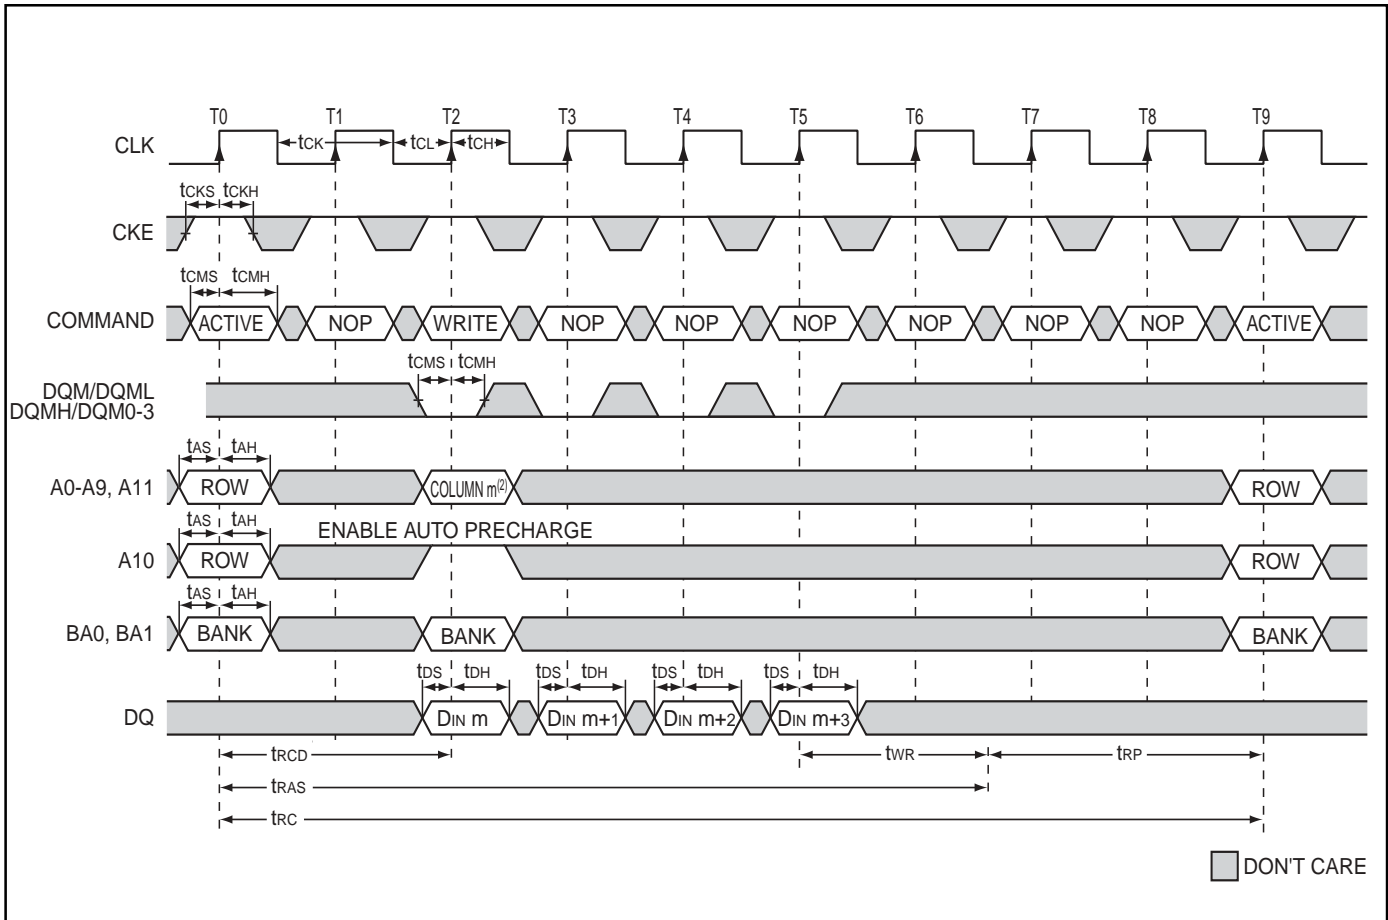 T0 T1 T2 T3 T4 T5 T6 T7 T8 T9
CLK tCK tCL tCH
tCKS tCKH
CKE
tCMS tCMH
COMMAND ACTIVE NOP WRITE NOP NOP NOP NOP NOP NOP ACTIVE
tCMS tCMH
DQM/DQML
DQMH/DQM0-3
tAS tAH
A0-A9, A11 ROW COLUMN m(2) ROW
tAS tAH ENABLE AUTO PRECHARGE
A10 ROW ROW
tAS tAH
BA0, BA1 BANK BANK BANK
tDS tDH tDS tDH tDS tDH tDS tDH
DQ DIN m DIN m+1 DIN m+2 DIN m+3
tRCD tWR tRP
tRAS
tRC
DON'T CARE